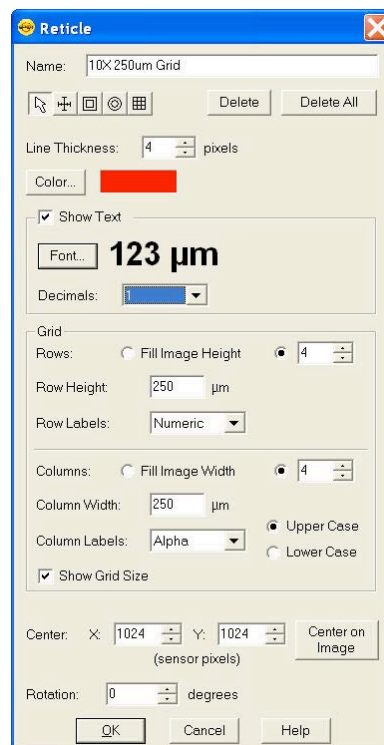 Reticle
Name: 10X 250um Grid
Delete Delete All
Line Thickness: 4 pixels
Color...
Show Text
Font... 123 µm
Decimals: 1
Grid
Rows: Fill Image Height 4
Row Height: 250 µm
Row Labels: Numeric
Columns: Fill Image Width 4
Column Width: 250 µm
Upper Case
Column Labels: Alpha
Lower Case
Show Grid Size
Center: X: 1024 Y: 1024 Center on Image
(sensor pixels)
Rotation: 0 degrees
OK Cancel Help